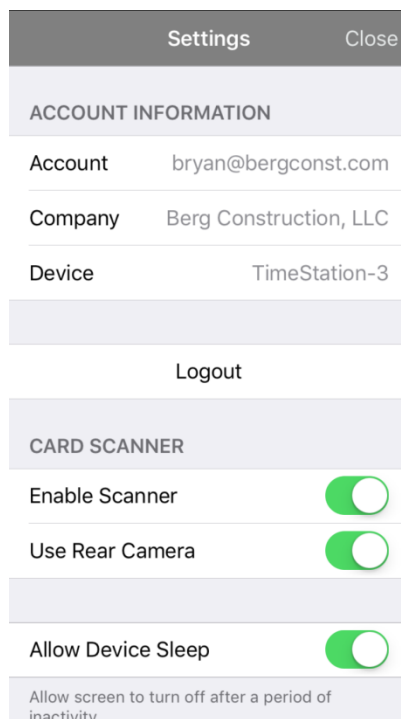 Settings Close
ACCOUNT INFORMATION
Account bryan@bergconst.com
Company Berg Construction, LLC
Device TimeStation-3
Logout
CARD SCANNER
Enable Scanner
Use Rear Camera
Allow Device Sleep
Allow screen to turn off after a period of
inactivity